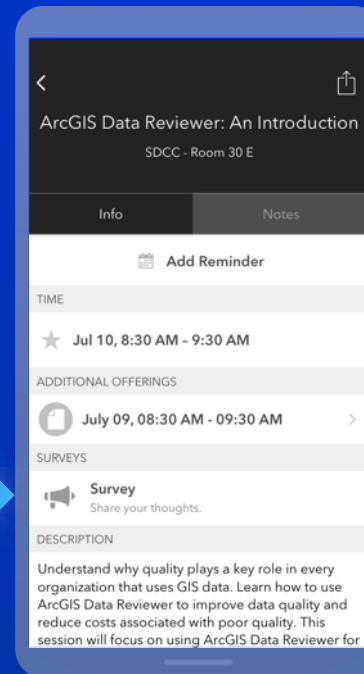 ArcGIS Data Reviewer: An Introduction
SDCC - Room 30 E
Info Notes
Add Reminder
TIME
Jul 10, 8:30 AM – 9:30 AM
ADDITIONAL OFFERINGS
July 09, 08:30 AM - 09:30 AM
SURVEYS
Survey
Share your thoughts.
DESCRIPTION
Understand why quality plays a key role in every
organization that uses GIS data. Learn how to use
ArcGIS Data Reviewer to improve data quality and
reduce costs associated with poor quality. This
session will focus on using ArcGIS Data Reviewer for